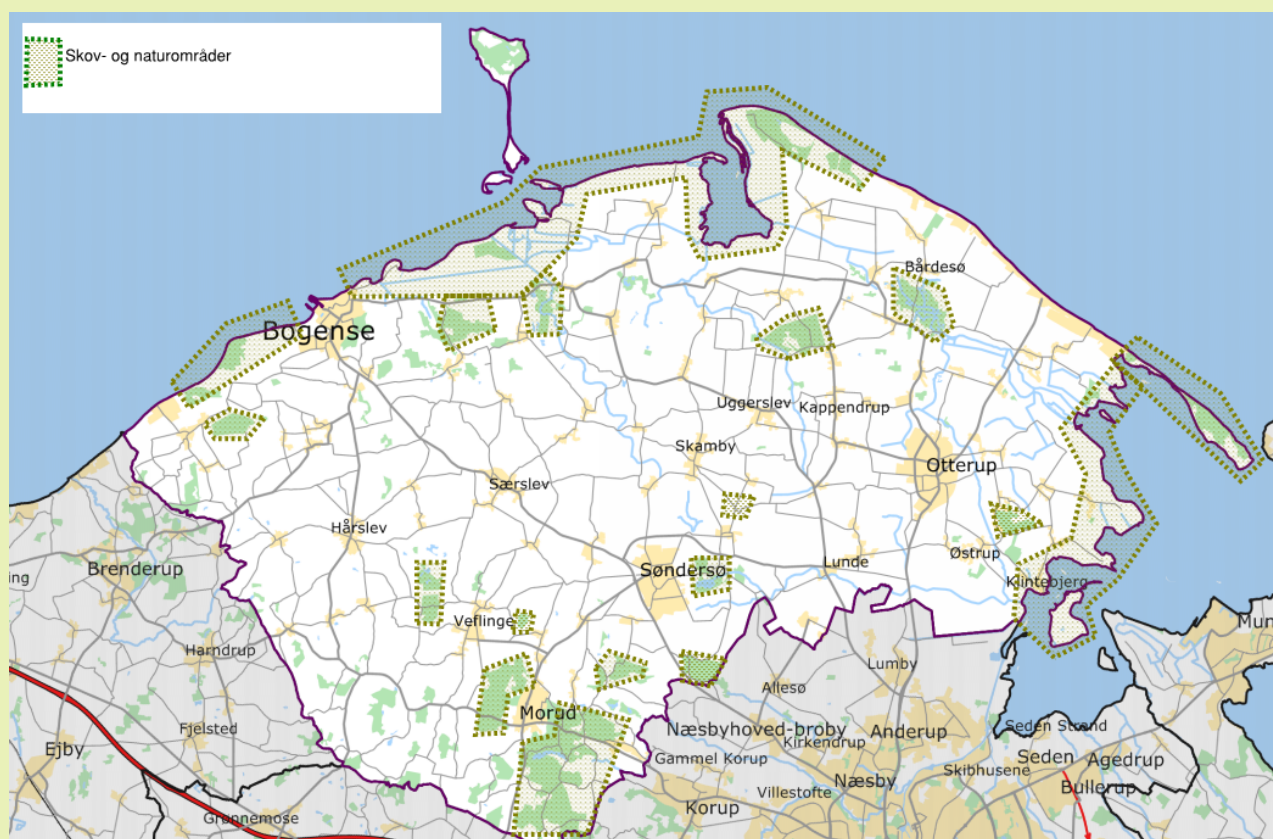 Skov- og naturområder
Bogense
Bårdesø
Uggerslev
Kappendrup
Skamby
Otterup
Særslev
Hårslev
Østrup
Lunde
Søndersø
Klintebjerg
ing
Brenderup
Veflinge
Harndrup
Mun
Lumby
Allesø
Morud
Fjelsted
Næsbyhoved-broby
Kirkendrup
Anderup
Seden Strand
Ejby
Gammel Korup
Skibhusene
Seden
Agedrup
Næsby
Villestofte
Bullerup
Korup
Grønnemose